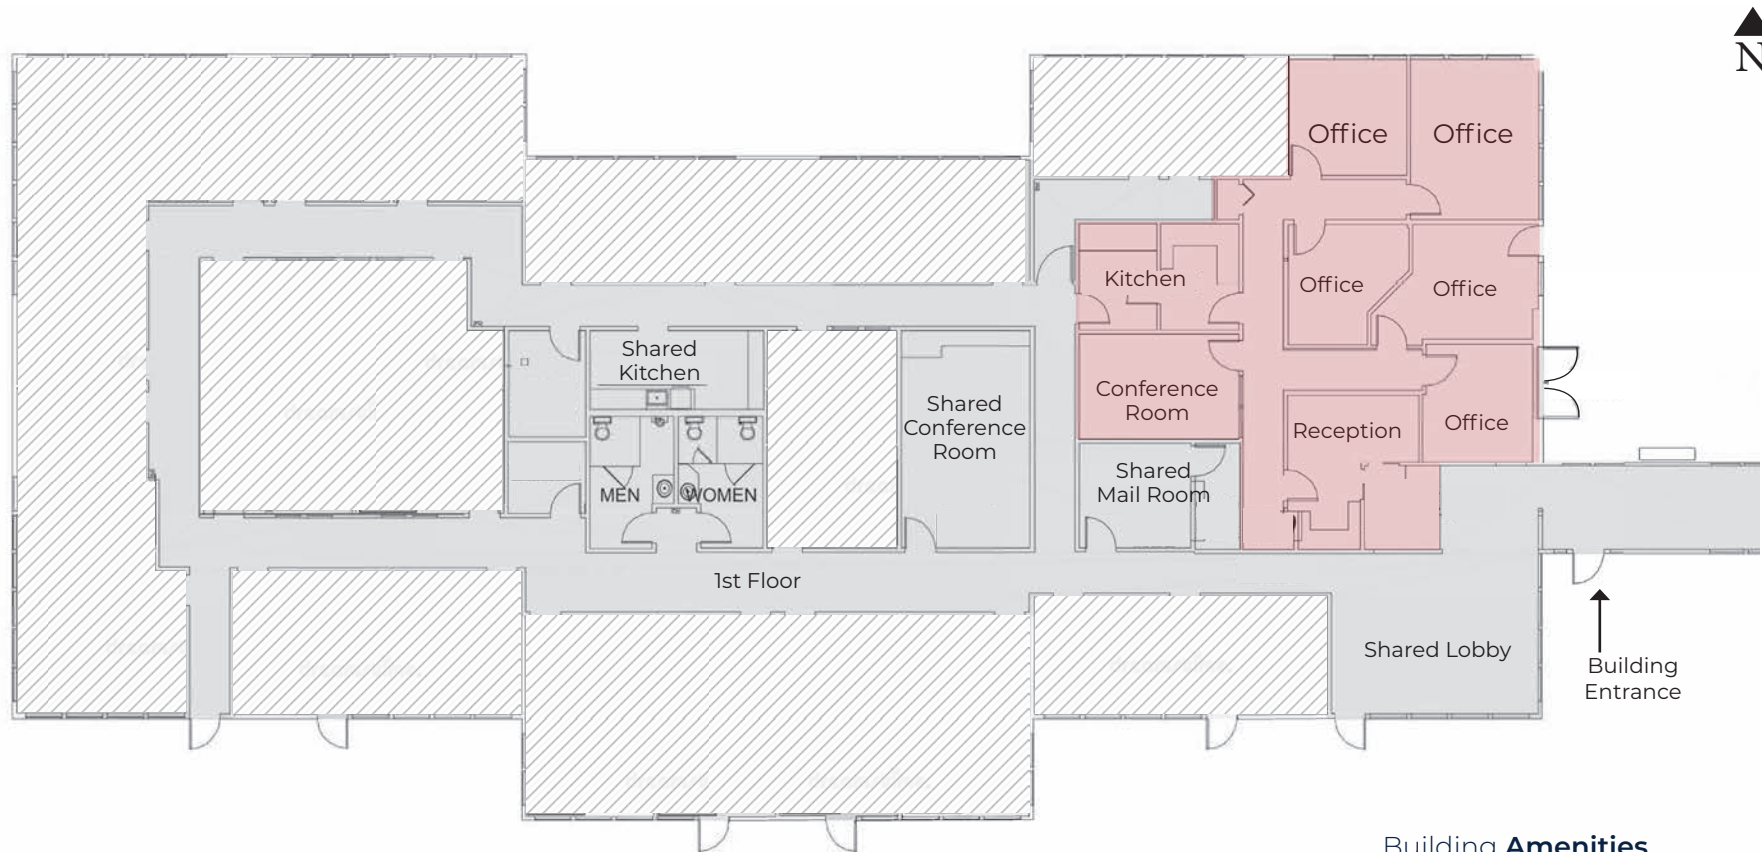 N
Office
Office
Kitchen
Office
Office
Shared
Kitchen
Conference
Room
Shared
Conference
Room
Reception
Office
Shared
Mail Room
MEN
WOMEN
1st Floor
Shared Lobby
Building
Entrance
Building Amenities